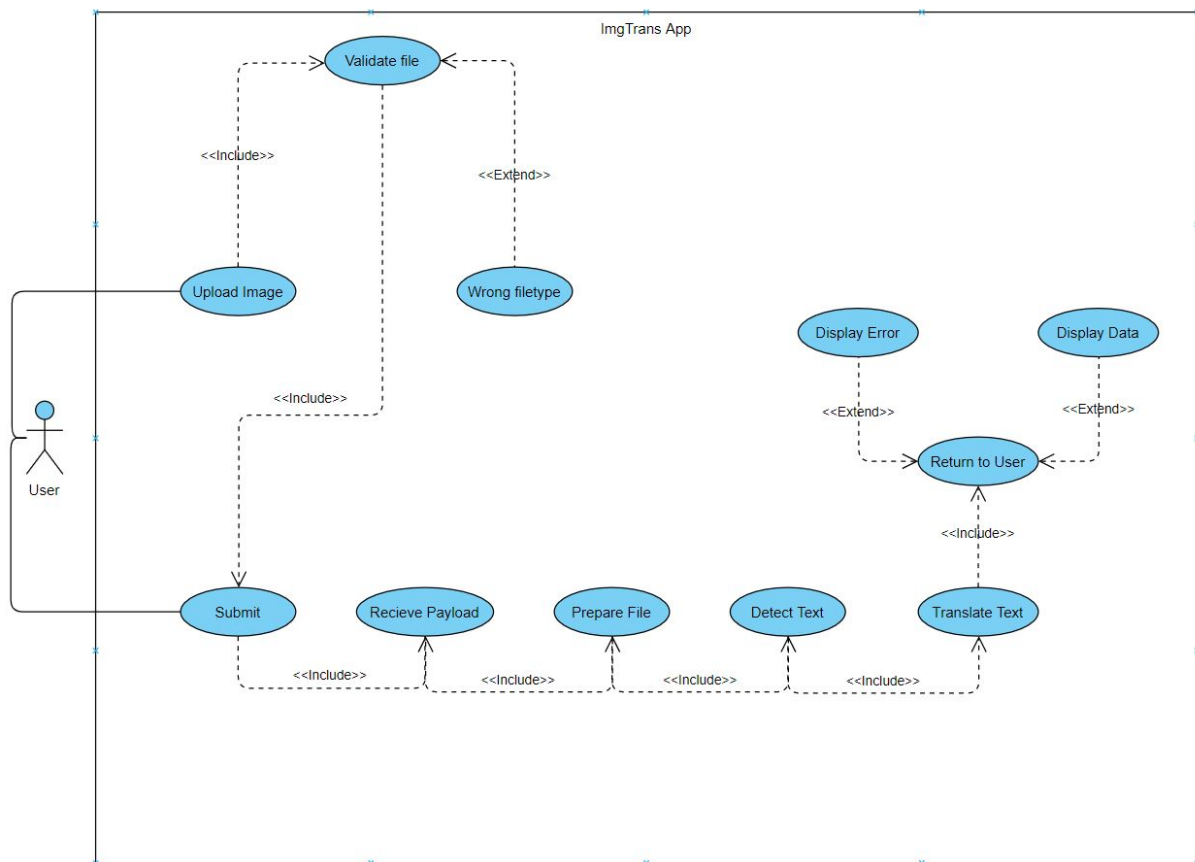 ImgTrans App
Validate file
<<Include>>
<<Extend>>
Upload Image
Wrong filetype
Display Error
Display Data
<<Include>>
<<Extend>>
<<Extend>>
Return to User
User
<<Include>>
Submit
Recieve Payload
Prepare File
Detect Text
Translate Text
<<Include>>
<<Include>>
<<Include>>
<<Include>>